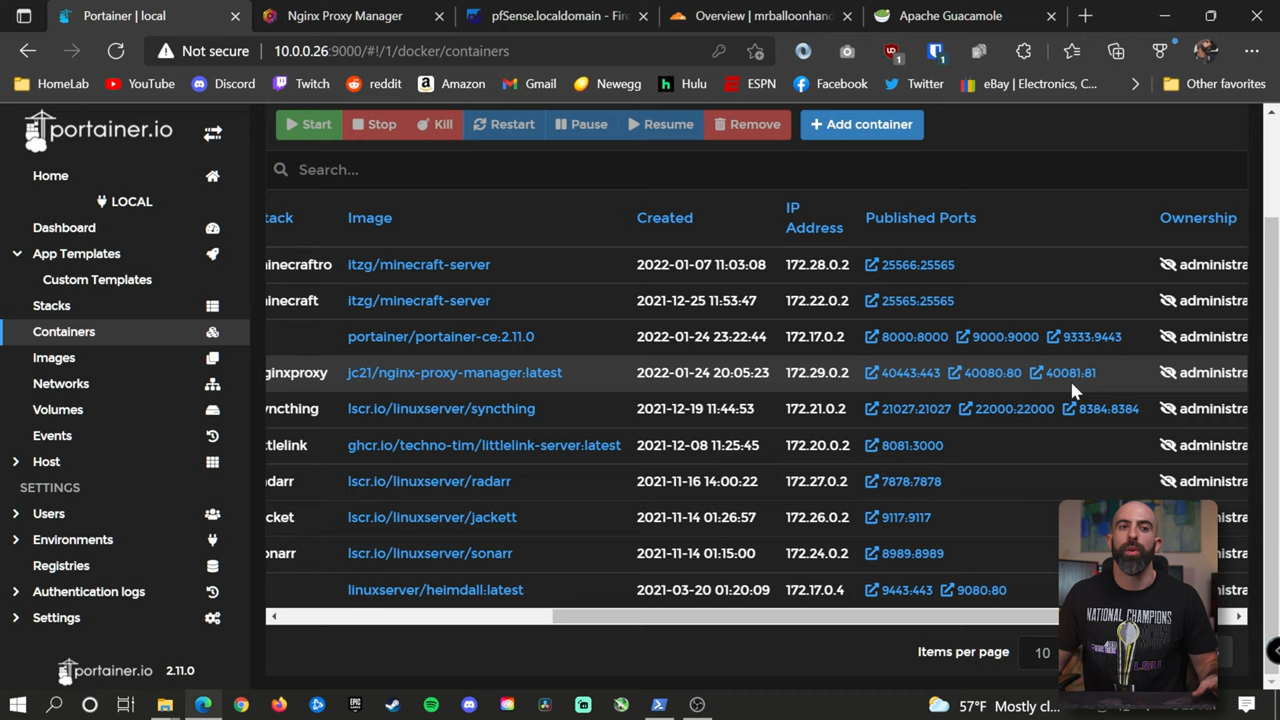 Portainer | local
Nginx Proxy Manager
pfSense.localdomain - Fire
Overview | mrballoonhand
Apache Guacamole
Not secure
10.0.0.26:9000/#!/1/docker/containers
1
1
HomeLab
YouTube
Discord
Twitch
reddit
Amazon
Gmail
Newegg
Hulu
ESPN
Facebook
Twitter
eBay | Electronics, C
Other favorites
portainer.io
Home
LOCAL
Dashboard
App Templates
Custom Templates
Stacks
Containers
Images
Networks
Volumes
Events
Host
SETTINGS
Users
Environments
Registries
Authentication logs
Settings
portainer.io 2.11.0
Start Stop Kill Restart Pause Resume Remove + Add container
Search...
tack Image Created IP Address Published Ports Ownership
ninecraftro itzg/minecraft-server 2022-01-07 11:03:08 172.28.0.2 25566:25565 administra
ninecraft itzg/minecraft-server 2021-12-25 11:53:47 172.22.0.2 25565:25565 administra
portainer/portainer-ce:2.11.0 2022-01-24 23:22:44 172.17.0.2 8000:8000 9000:9000 9333:9443 administra
ginxproxy jc21/nginx-proxy-manager:latest 2022-01-24 20:05:23 172.29.0.2 40443:443 40080:80 40081:81 administra
yncthing lscr.io/linuxserver/syncthing 2021-12-19 11:44:53 172.21.0.2 21027:21027 22000:22000 8384:8384 administra
ttlelink ghcr.io/techno-tim/littlelink-server:latest 2021-12-08 11:25:45 172.20.0.2 8081:3000 administra
adarr lscr.io/linuxserver/radarr 2021-11-16 14:00:22 172.27.0.2 7878:7878 administra
acket lscr.io/linuxserver/jackett 2021-11-14 01:26:57 172.26.0.2 9117:9117 administra
onarr lscr.io/linuxserver/sonarr 2021-11-14 01:15:00 172.24.0.2 8989:8989 administra
linuxserver/heimdall:latest 2021-03-20 01:20:09 172.17.0.4 9443:443 9080:80 administra
Items per page 10
NATIONAL CHAMPIONS
57°F Mostly cl...